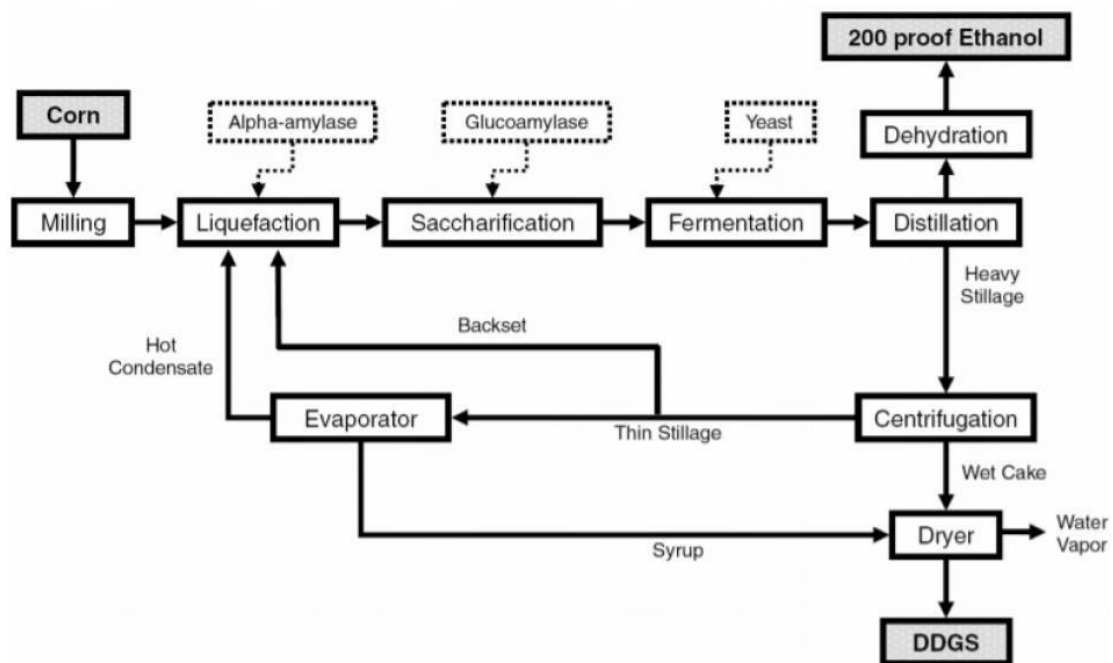 200 proof Ethanol
Corn
Alpha-amylase
Glucoamylase
Yeast
Dehydration
Milling
Liquefaction
Saccharification
Fermentation
Distillation
Heavy
Stillage
Backset
Hot
Condensate
Evaporator
Thin Stillage
Centrifugation
Wet Cake
Dryer
Water
Vapor
Syrup
DDGS